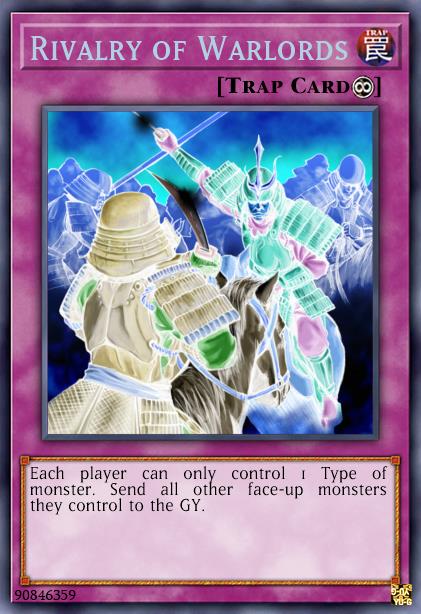 Rivalry of Warlords
TRAP
罠
[Trap Card]
Each player can only control 1 Type of
monster. Send all other face-up monsters
they control to the GY.
90846359